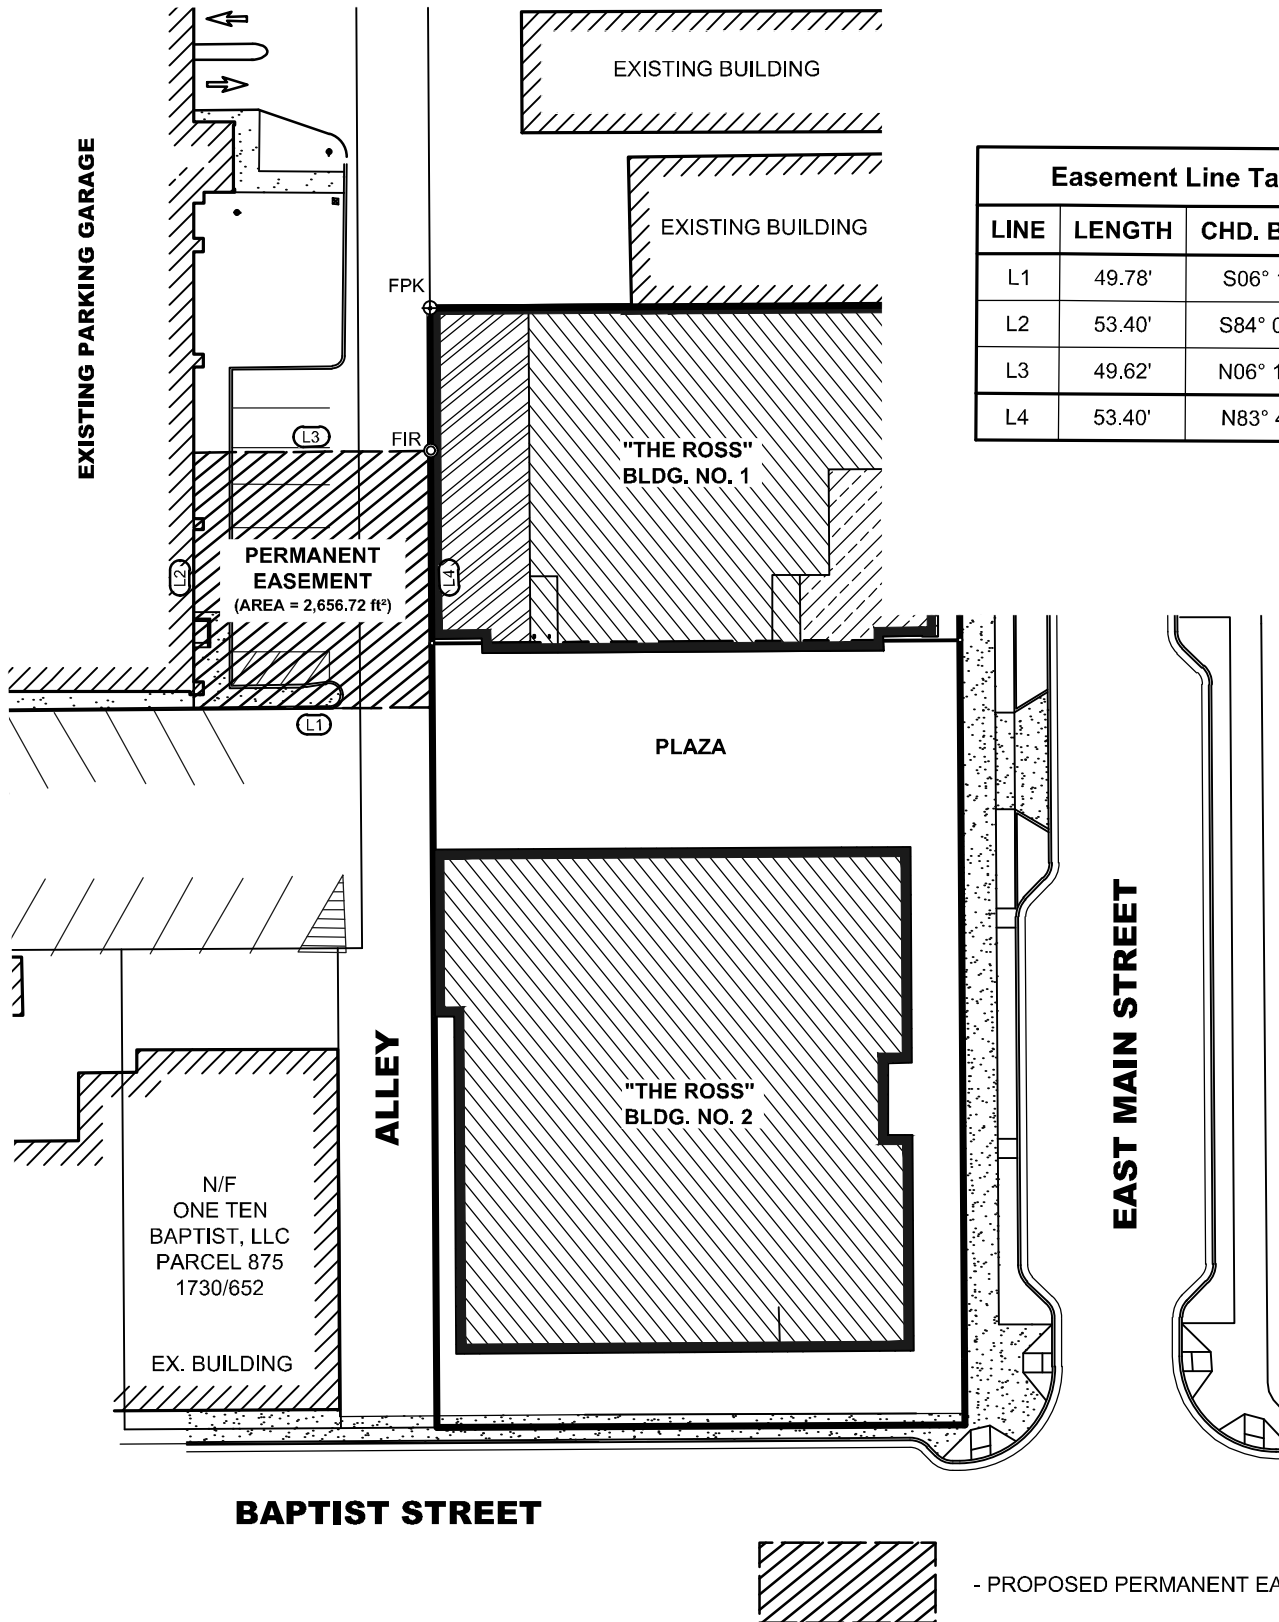 EXISTING BUILDING
EXISTING PARKING GARAGE
EXISTING BUILDING
Easement Line Ta
LINE LENGTH CHD. B
L1 49.78' S06°
L2 53.40' S84° 0
L3 49.62' N06° 1
L4 53.40' N83° 4
FPK
FIR
L3
"THE ROSS"
BLDG. NO. 1
PERMANENT
EASEMENT
(AREA = 2,656.72 ft²)
L2
L4
L1
PLAZA
ALLEY
"THE ROSS"
BLDG. NO. 2
EAST MAIN STREET
N/F
ONE TEN
BAPTIST, LLC
PARCEL 875
1730/652
EX. BUILDING
BAPTIST STREET
- PROPOSED PERMANENT EA